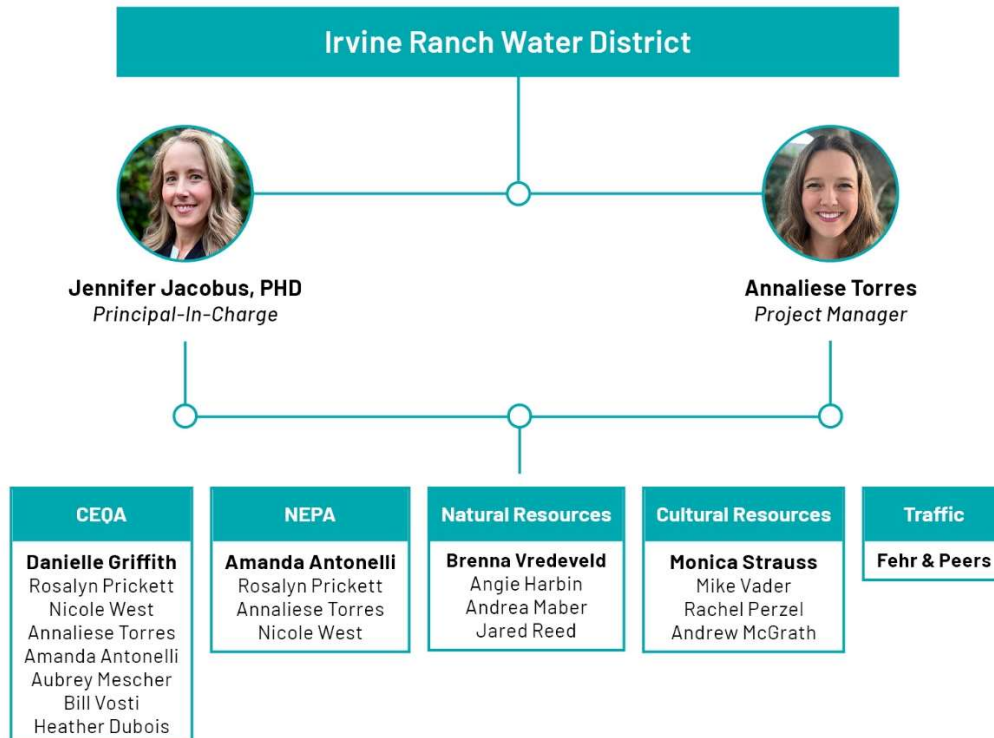 Irvine Ranch Water District
Jennifer Jacobus, PHD
Principal-In-Charge
Annaliese Torres
Project Manager
CEQA
Danielle Griffith
Rosalyn Prickett
Nicole West
Annaliese Torres
Amanda Antonelli
Aubrey Mescher
Bill Vosti
Heather Dubois
NEPA
Amanda Antonelli
Rosalyn Prickett
Annaliese Torres
Nicole West
Natural Resources
Brenna Vredeveld
Angie Harbin
Andrea Maber
Jared Reed
Cultural Resources
Monica Strauss
Mike Vader
Rachel Perzel
Andrew McGrath
Traffic
Fehr & Peers